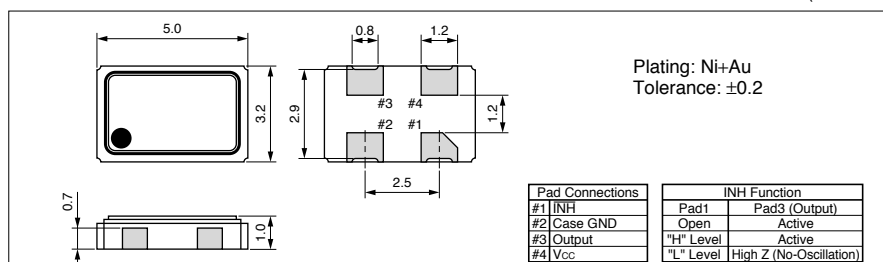 5.0
0.8
1.2
Plating: Ni+Au
Tolerance: ±0.2
3.2
2.9
#3 #4
#2 #1
1.2
2.5
0.7
1.0
Pad Connections
#1 I̅N̅H̅
#2 Case GND
#3 Output
#4 Vcc
INH Function
Pad1 Pad3 (Output)
Open Active
"H" Level Active
"L" Level High Z (No-Oscillation)